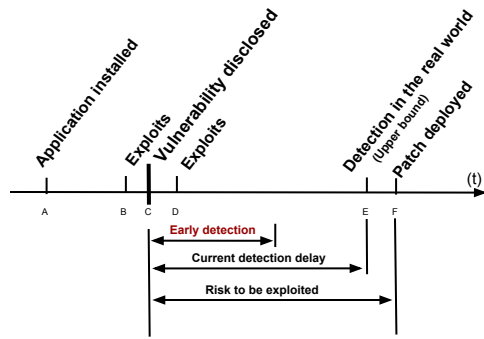 Application installed
Exploits
Vulnerability disclosed
Exploits
Detection in the real world
(Upper bound)
Patch deployed
(t)
A
B
C
D
E
F
Early detection
Current detection delay
Risk to be exploited